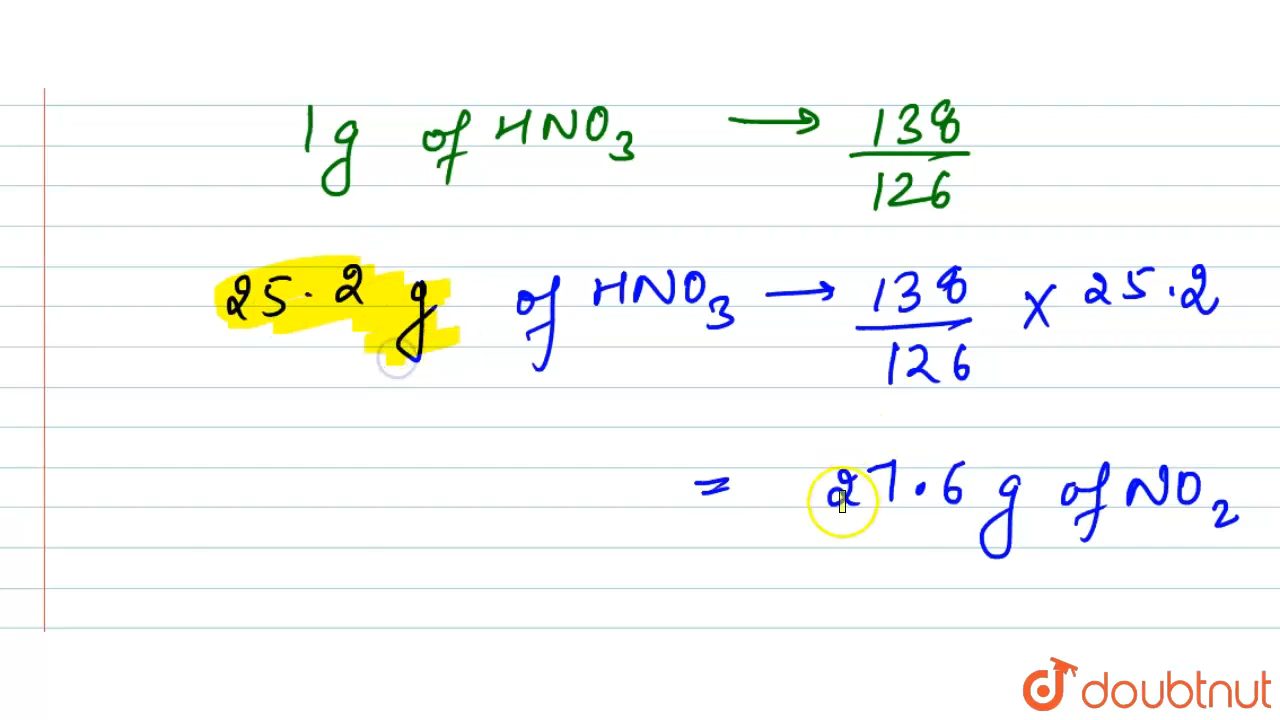 1g of HNO₃ → 138/126
25.2 g of HNO₃ → 138/126 × 25.2
= 27.6 g of NO₂
doubtnut